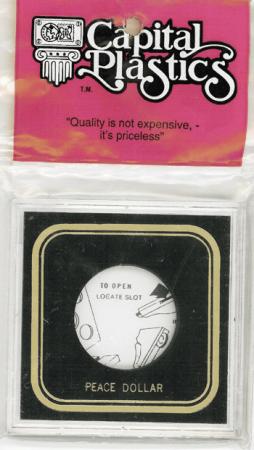 Capital
Plastics
T.M.
"Quality is not expensive, -
it's priceless"
TO OPEN
LOCATE SLOT
PEACE DOLLAR